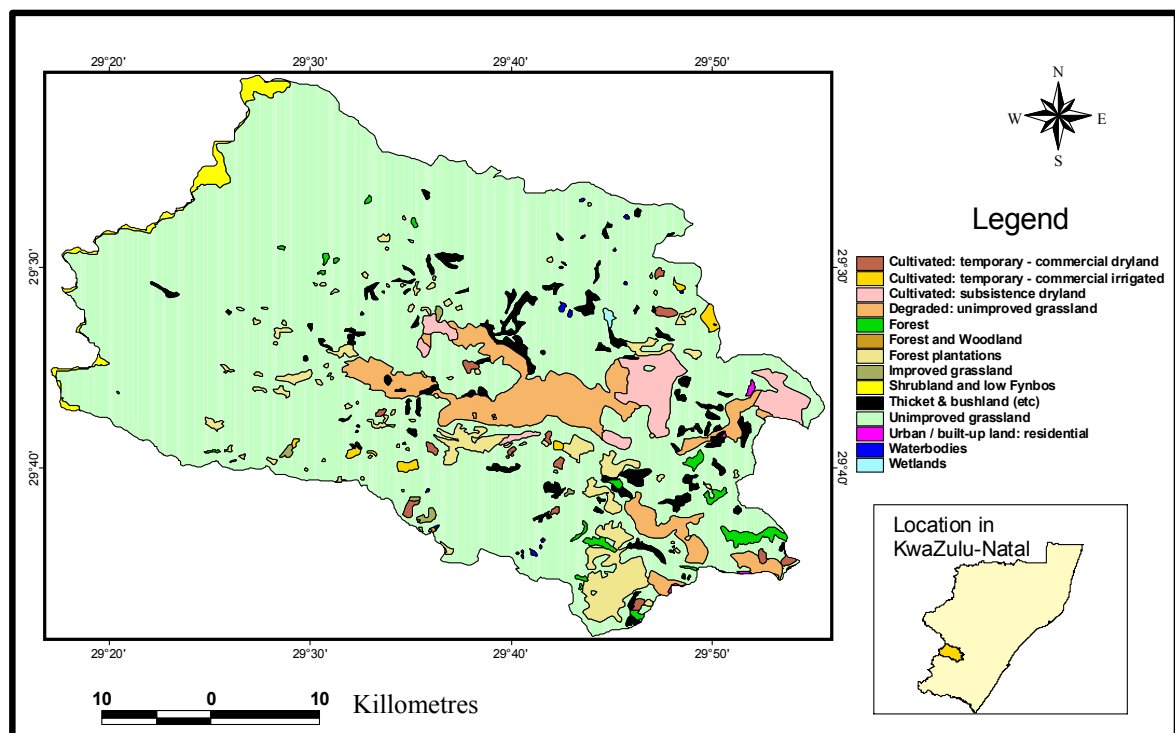 29°20' 29°30' 29°40' 29°50'
N
W E
S
Legend
29°30' 29°30'
Cultivated: temporary - commercial dryland
Cultivated: temporary - commercial irrigated
Cultivated: subsistence dryland
Degraded: unimproved grassland
Forest
Forest and Woodland
Forest plantations
Improved grassland
Shrubland and low Fynbos
Thicket & bushland (etc)
Unimproved grassland
Urban / built-up land: residential
Waterbodies
Wetlands
29°40' 29°40'
Location in
KwaZulu-Natal
29°20' 29°30' 29°40' 29°50'
10 0 10 Killometres